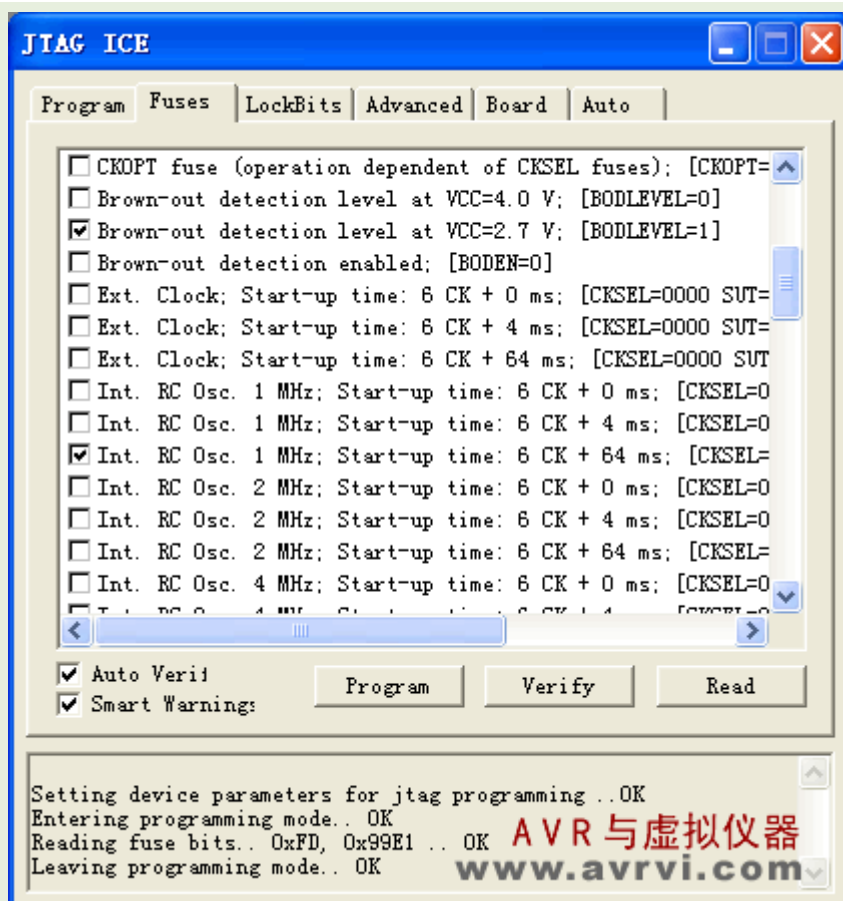 JTAG ICE
Program Fuses LockBits Advanced Board Auto
CKOPT fuse (operation dependent of CKSEL fuses); [CKOPT=
Brown-out detection level at VCC=4.0 V; [BODLEVEL=0]
Brown-out detection level at VCC=2.7 V; [BODLEVEL=1]
Brown-out detection enabled; [BODEN=0]
Ext. Clock; Start-up time: 6 CK + 0 ms; [CKSEL=0000 SUT=
Ext. Clock; Start-up time: 6 CK + 4 ms; [CKSEL=0000 SUT=
Ext. Clock; Start-up time: 6 CK + 64 ms; [CKSEL=0000 SUT
Int. RC Osc. 1 MHz; Start-up time: 6 CK + 0 ms; [CKSEL=0
Int. RC Osc. 1 MHz; Start-up time: 6 CK + 4 ms; [CKSEL=0
Int. RC Osc. 1 MHz; Start-up time: 6 CK + 64 ms; [CKSEL=
Int. RC Osc. 2 MHz; Start-up time: 6 CK + 0 ms; [CKSEL=0
Int. RC Osc. 2 MHz; Start-up time: 6 CK + 4 ms; [CKSEL=0
Int. RC Osc. 2 MHz; Start-up time: 6 CK + 64 ms; [CKSEL=
Int. RC Osc. 4 MHz; Start-up time: 6 CK + 0 ms; [CKSEL=0
Auto Verif
Smart Warnings
Program Verify Read
Setting device parameters for jtag programming ..OK
Entering programming mode.. OK
Reading fuse bits.. 0xFD, 0x99E1 .. OK
Leaving programming mode.. OK
AVR与虚拟仪器
www.avrvi.com